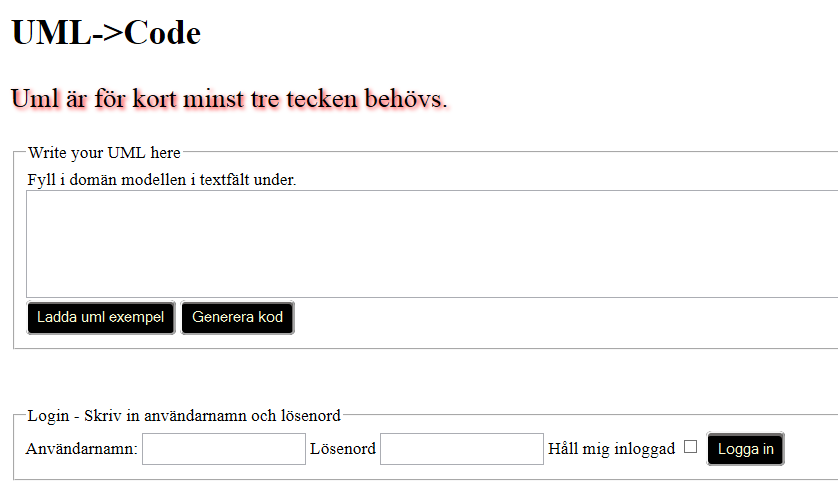 UML->Code
Uml är för kort minst tre tecken behövs.
Write your UML here
Fyll i domän modellen i textfält under.
Ladda uml exempel Generera kod
Login - Skriv in användarnamn och lösenord
Användarnamn: Lösenord Håll mig inloggad Logga in